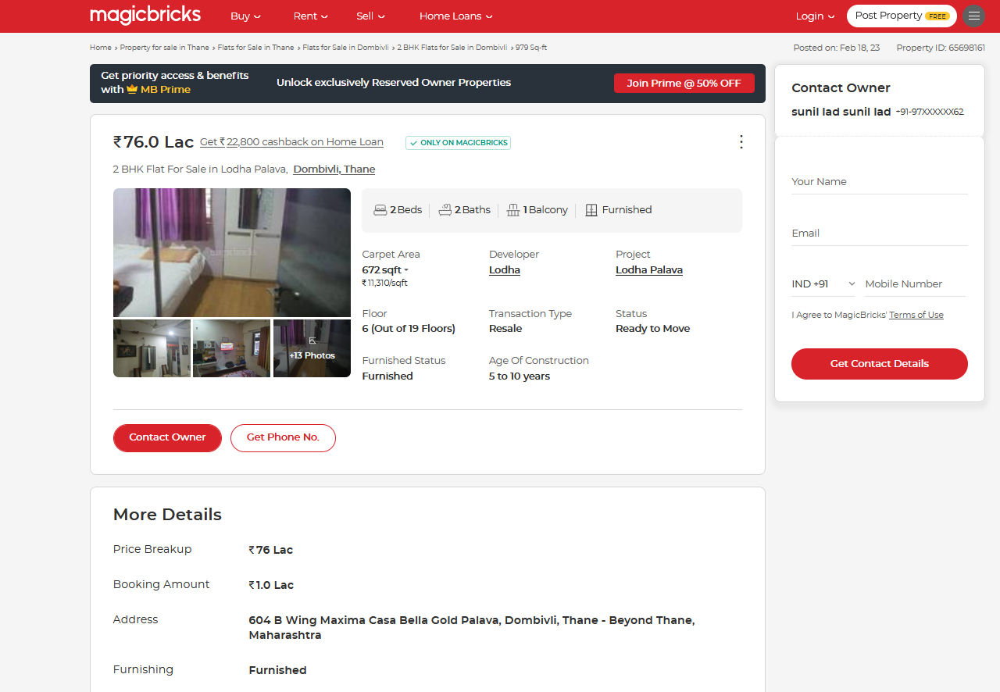 magicbricks
Buy
Rent
Sell
Home Loans
Login
Post Property FREE
Home › Property for sale in Thane › Flats for Sale in Thane › Flats for Sale in Dombivli › 2 BHK Flats for Sale in Dombivli › 979 Sq-ft
Posted on: Feb 18, 23
Property ID: 65698161
Get priority access & benefits
with MB Prime
Unlock exclusively Reserved Owner Properties
Join Prime @ 50% OFF
₹76.0 Lac
Get ₹22,800 cashback on Home Loan
ONLY ON MAGICBRICKS
2 BHK Flat For Sale in Lodha Palava, Dombivli, Thane
magicbricks
+13 Photos
2 Beds
2 Baths
1 Balcony
Furnished
Carpet Area
672 sqft
₹11,310/sqft
Developer
Lodha
Project
Lodha Palava
Floor
6 (Out of 19 Floors)
Transaction Type
Resale
Status
Ready to Move
Furnished Status
Furnished
Age Of Construction
5 to 10 years
Contact Owner
Get Phone No.
Contact Owner
sunil lad sunil lad +91-97XXXXXX62
Your Name
Email
IND +91
Mobile Number
I Agree to MagicBricks' Terms of Use
Get Contact Details
More Details
Price Breakup
₹76 Lac
Booking Amount
₹1.0 Lac
Address
604 B Wing Maxima Casa Bella Gold Palava, Dombivli, Thane - Beyond Thane,
Maharashtra
Furnishing
Furnished